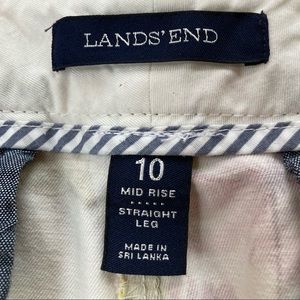 LANDS' END
10
MID RISE
STRAIGHT
LEG
MADE IN
SRI LANKA